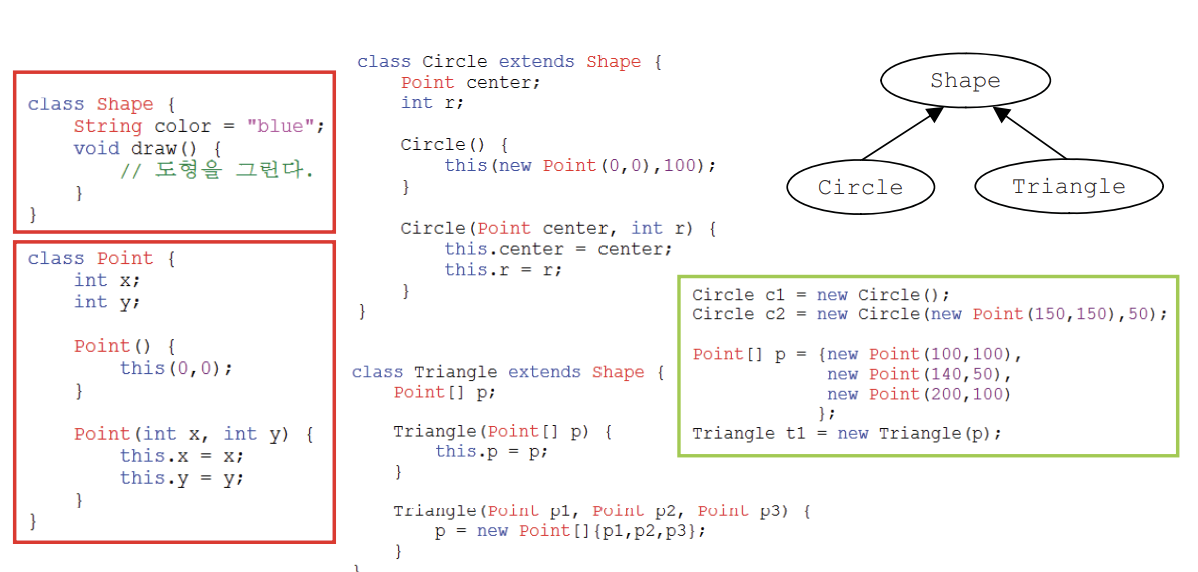 class Shape {
String color = "blue";
void draw() {
// 도형을 그린다.
}
}
class Point {
int x;
int y;
Point() {
this(0,0);
}
Point(int x, int y) {
this.x = x;
this.y = y;
}
}
class Circle extends Shape {
Point center;
int r;
Circle() {
this(new Point(0,0),100);
}
Circle(Point center, int r) {
this.center = center;
this.r = r;
}
}
class Triangle extends Shape {
Point[] p;
Triangle(Point[] p) {
this.p = p;
}
Triangle(Point p1, Point p2, Point p3) {
p = new Point[]{p1,p2,p3};
}
}
Shape
Circle
Triangle
Circle c1 = new Circle();
Circle c2 = new Circle(new Point(150,150),50);
Point[] p = {new Point(100,100),
new Point(140,50),
new Point(200,100)
};
Triangle t1 = new Triangle(p);